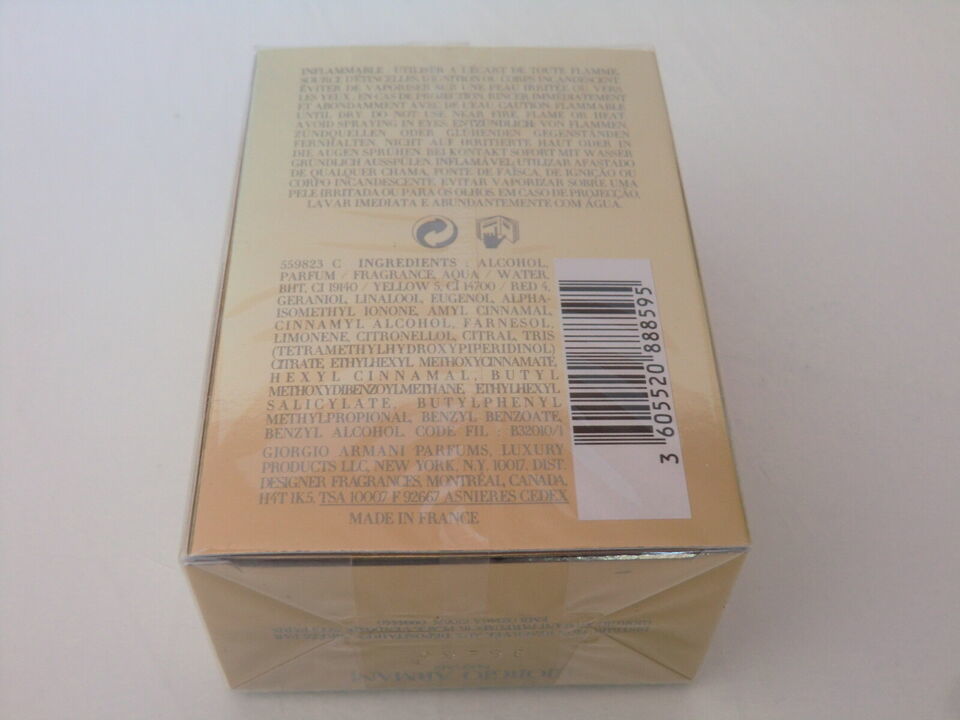 INFLAMMABLE : UTILISER A L'ÉCART DE TOUTE FLAMME,
SOURCE D'ÉTINCELLES, D'IGNITION OU CORPS INCANDESCENT.
ÉVITER DE VAPORISER SUR UNE PEAU IRRITÉE OU VERS
LES YEUX. EN CAS DE PROJECTION, RINCER IMMÉDIATEMENT
ET ABONDAMMENT AVEC DE L'EAU. CAUTION FLAMMABLE
UNTIL DRY. DO NOT USE NEAR FIRE, FLAME OR HEAT.
AVOID SPRAYING IN EYES. ENTZÜNDLICH: VON FLAMMEN,
ZÜNDQUELLEN ODER GLÜHENDEN GEGENSTÄNDEN
FERNHALTEN. NICHT AUF IRRITIERTE HAUT ODER IN
DIE AUGEN SPRÜHEN. BEI KONTAKT SOFORT MIT WASSER
GRÜNDLICH AUSSPÜLEN. INFLAMÁVEL. UTILIZAR AFASTADO
DE QUALQUER CHAMA, FONTE DE FAÍSCA, DE IGNIÇÃO OU
CORPO INCANDESCENTE. EVITAR VAPORIZAR SOBRE UMA
PELE IRRITADA OU PARA OS OLHOS. EM CASO DE PROJECÇÃO,
LAVAR IMEDIATA E ABUNDANTEMENTE COM ÁGUA.
559823 C INGREDIENTS : ALCOHOL,
PARFUM / FRAGRANCE, AQUA / WATER,
BHT, CI 19140 / YELLOW 5, CI 14700 / RED 4,
GERANIOL, LINALOOL, EUGENOL, ALPHA-
ISOMETHYL IONONE, AMYL CINNAMAL,
CINNAMYL ALCOHOL, FARNESOL,
LIMONENE, CITRONELLOL, CITRAL, TRIS
(TETRAMETHYLHYDROXYPIPERIDINOL)
CITRATE, ETHYLHEXYL METHOXYCINNAMATE,
HEXYL CINNAMAL, BUTYL
METHOXYDIBENZOYLMETHANE, ETHYLHEXYL
SALICYLATE, BUTYLPHENYL
METHYLPROPIONAL, BENZYL BENZOATE,
BENZYL ALCOHOL. CODE FIL : B32010/1
GIORGIO ARMANI PARFUMS, LUXURY
PRODUCTS LLC, NEW YORK, N.Y. 10017. DIST.
DESIGNER FRAGRANCES, MONTRÉAL, CANADA,
H4T 1K5. TSA 10007 F 92667 ASNIERES CEDEX
MADE IN FRANCE
3 605520 888595
GIORGIO ARMANI